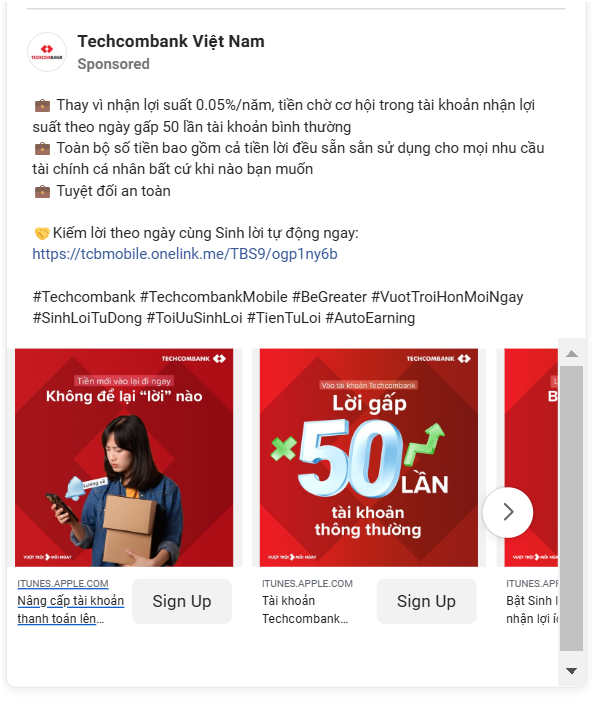 Techcombank Việt Nam
TECHCOMBANK
Sponsored
💼 Thay vì nhận lợi suất 0.05%/năm, tiền chờ cơ hội trong tài khoản nhận lợi
suất theo ngày gấp 50 lần tài khoản bình thường
💼 Toàn bộ số tiền bao gồm cả tiền lời đều sẵn sằn sử dụng cho mọi nhu cầu
tài chính cá nhân bất cứ khi nào bạn muốn
💼 Tuyệt đối an toàn
🤝Kiếm lời theo ngày cùng Sinh lời tự động ngay:
https://tcbmobile.onelink.me/TBS9/ogp1ny6b
#Techcombank #TechcombankMobile #BeGreater #VuotTroiHonMoiNgay
#SinhLoiTuDong #ToiUuSinhLoi #TienTuLoi #AutoEarning
TECHCOMBANK
Tiền mới vào lại đi ngay
Không để lại “lời” nào
Lương về
VƯỢT TRỘI MỖI NGÀY
ITUNES.APPLE.COM
Nâng cấp tài khoản
thanh toán lên...
Sign Up
TECHCOMBANK
Vào tài khoản Techcombank
Lời gấp
50 LẦN
tài khoản
thông thường
VƯỢT TRỘI MỖI NGÀY
ITUNES.APPLE.COM
Tài khoản
Techcombank...
Sign Up
L
B
VƯỢT TRỘI MỖI NG
ITUNES.AP
Bật Sinh l
nhận lợi íc